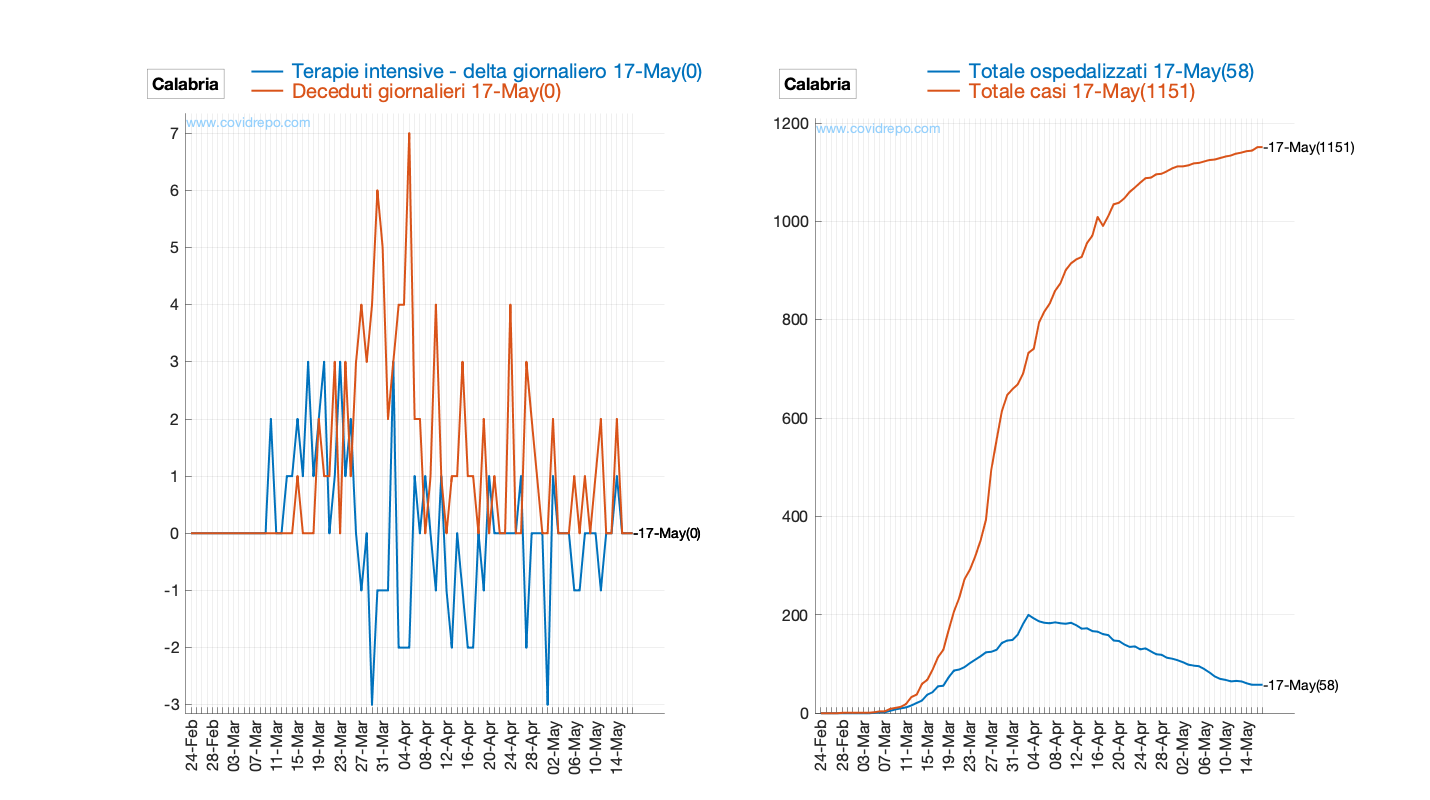 Calabria
Terapie intensive - delta giornaliero 17-May(0)
Deceduti giornalieri 17-May(0)
www.covidrepo.com
7
6
5
4
3
2
1
0
-1
-2
-3
-17-May(0)
24-Feb
28-Feb
03-Mar
07-Mar
11-Mar
15-Mar
19-Mar
23-Mar
27-Mar
31-Mar
04-Apr
08-Apr
12-Apr
16-Apr
20-Apr
24-Apr
28-Apr
02-May
06-May
10-May
14-May
Calabria
Totale ospedalizzati 17-May(58)
Totale casi 17-May(1151)
www.covidrepo.com
1200
1000
800
600
400
200
0
-17-May(1151)
-17-May(58)
24-Feb
28-Feb
03-Mar
07-Mar
11-Mar
15-Mar
19-Mar
23-Mar
27-Mar
31-Mar
04-Apr
08-Apr
12-Apr
16-Apr
20-Apr
24-Apr
28-Apr
02-May
06-May
10-May
14-May